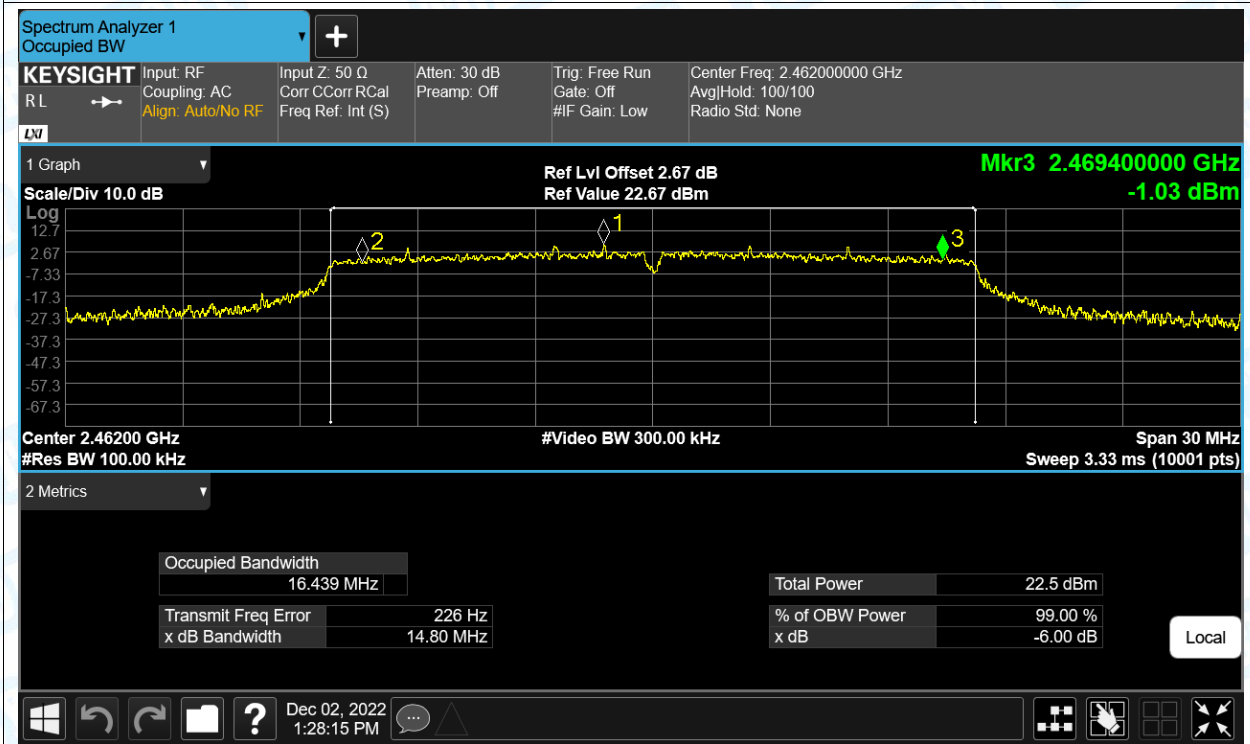 Spectrum Analyzer 1
Occupied BW
KEYSIGHT
R L
LXI
Input: RF
Coupling: AC
Align: Auto/No RF
Input Z: 50 Ω
Corr CCorr RCal
Freq Ref: Int (S)
Atten: 30 dB
Preamp: Off
Trig: Free Run
Gate: Off
#IF Gain: Low
Center Freq: 2.462000000 GHz
Avg|Hold: 100/100
Radio Std: None
1 Graph
Scale/Div 10.0 dB
Ref Lvl Offset 2.67 dB
Ref Value 22.67 dBm
Mkr3 2.469400000 GHz
-1.03 dBm
Log
12.7
2.67
-7.33
-17.3
-27.3
-37.3
-47.3
-57.3
-67.3
2
1
3
Center 2.46200 GHz
#Video BW 300.00 kHz
Span 30 MHz
#Res BW 100.00 kHz
Sweep 3.33 ms (10001 pts)
2 Metrics
Occupied Bandwidth
16.439 MHz
Transmit Freq Error 226 Hz
x dB Bandwidth 14.80 MHz
Total Power 22.5 dBm
% of OBW Power 99.00 %
x dB -6.00 dB
Local
?
Dec 02, 2022
1:28:15 PM